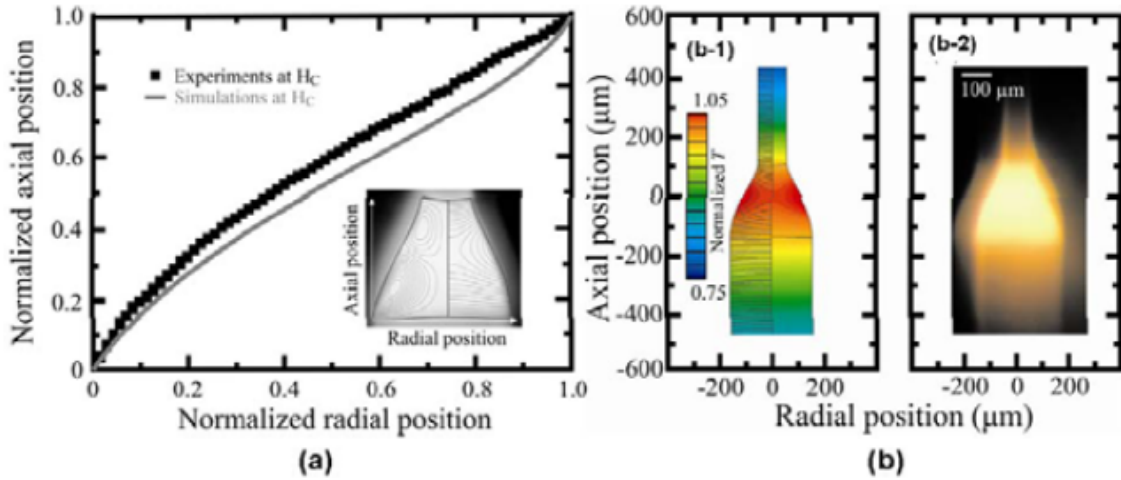 (a)
1.0
0.8
0.6
0.4
0.2
0
0
0.2
0.4
0.6
0.8
1.0
Normalized axial position
Normalized radial position
Experiments at H_C
Simulations at H_C
Axial position
Radial position
600
400
200
0
-200
-400
-600
Axial position (μm)
(b-1)
1.05
Normalized T
0.75
-200
0
200
(b-2)
100 μm
-200
0
200
Radial position (μm)
(a)
(b)